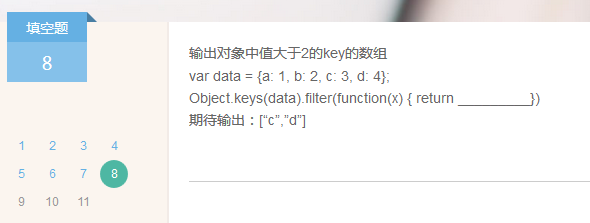 填空题
8
输出对象中值大于2的key的数组
var data = {a: 1, b: 2, c: 3, d: 4};
Object.keys(data).filter(function(x) { return __________})
期待输出：[“c”,”d”]
1 2 3 4
5 6 7 8
9 10 11